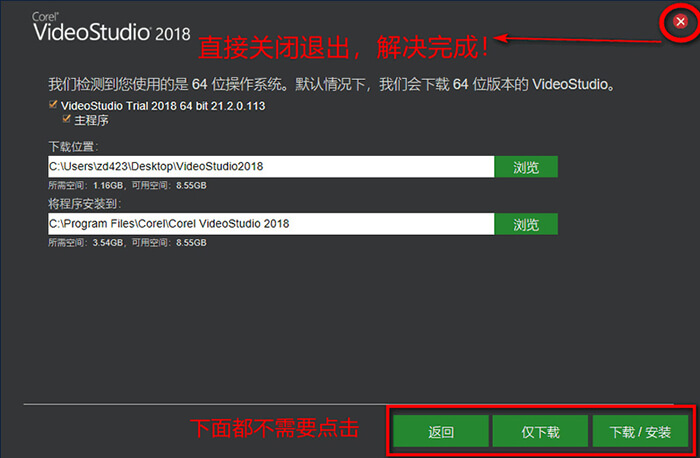 Corel®
VideoStudio® 2018
直接关闭退出，解决完成！
我们检测到您使用的是 64 位操作系统。默认情况下，我们会下载 64 位版本的 VideoStudio。
VideoStudio Trial 2018 64 bit 21.2.0.113
主程序
下载位置：
C:\Users\zd423\Desktop\VideoStudio2018
浏览
所需空间：1.16GB，可用空间：8.55GB
将程序安装到：
C:\Program Files\Corel\Corel VideoStudio 2018
浏览
所需空间：3.54GB，可用空间：8.55GB
下面都不需要点击
返回
仅下载
下载 / 安装